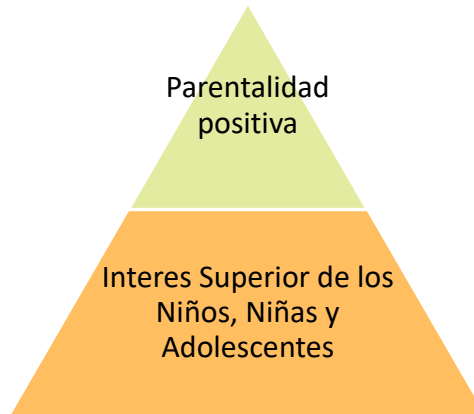 Parentalidad
positiva
Interes Superior de los
Niños, Niñas y
Adolescentes